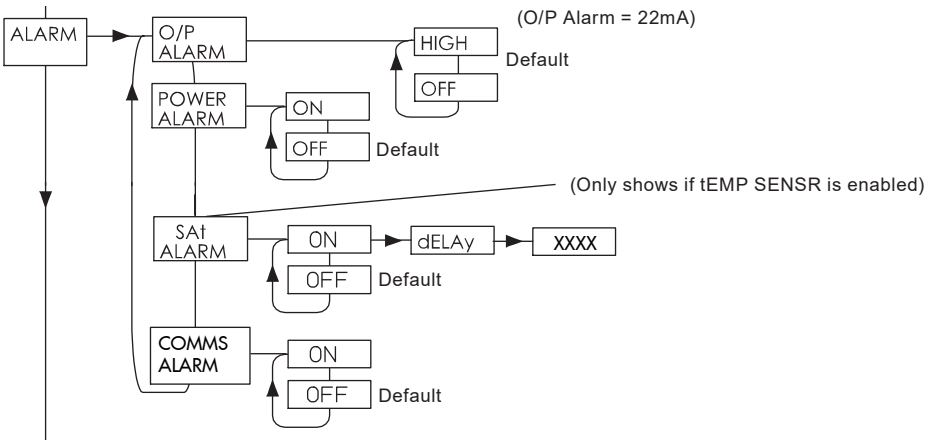 (O/P Alarm = 22mA)
ALARM
O/P
ALARM
HIGH
Default
OFF
POWER
ALARM
ON
OFF
Default
(Only shows if tEMP SENSR is enabled)
SAt
ALARM
ON
dELAy
XXXX
OFF
Default
COMMS
ALARM
ON
OFF
Default